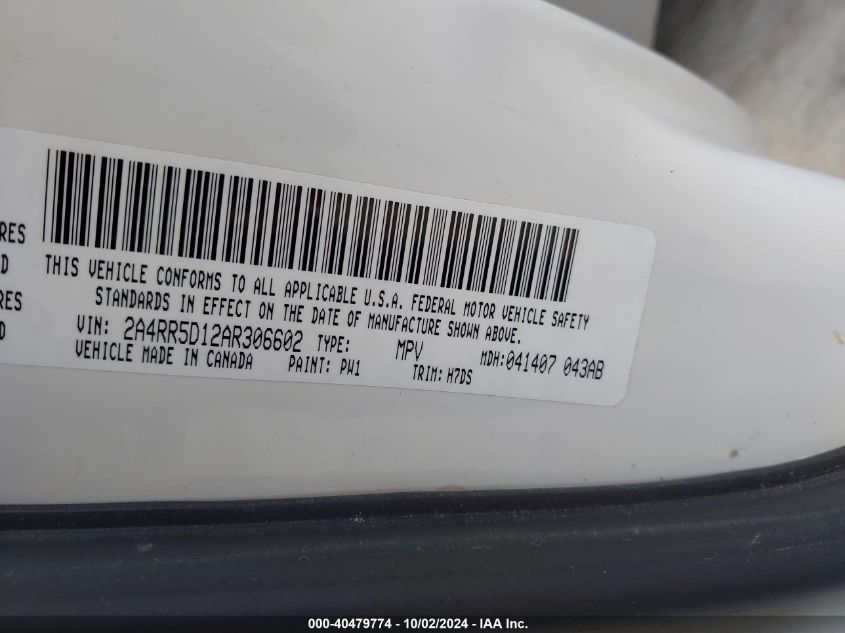 RES
D
RES
D
THIS VEHICLE CONFORMS TO ALL APPLICABLE U.S.A. FEDERAL MOTOR VEHICLE SAFETY
STANDARDS IN EFFECT ON THE DATE OF MANUFACTURE SHOWN ABOVE.
VIN: 2A4RR5D12AR306602 TYPE: MPV MDH:041407 043AB
VEHICLE MADE IN CANADA PAINT: PW1 TRIM: H7DS
000-40479774 - 10/02/2024 - IAA Inc.